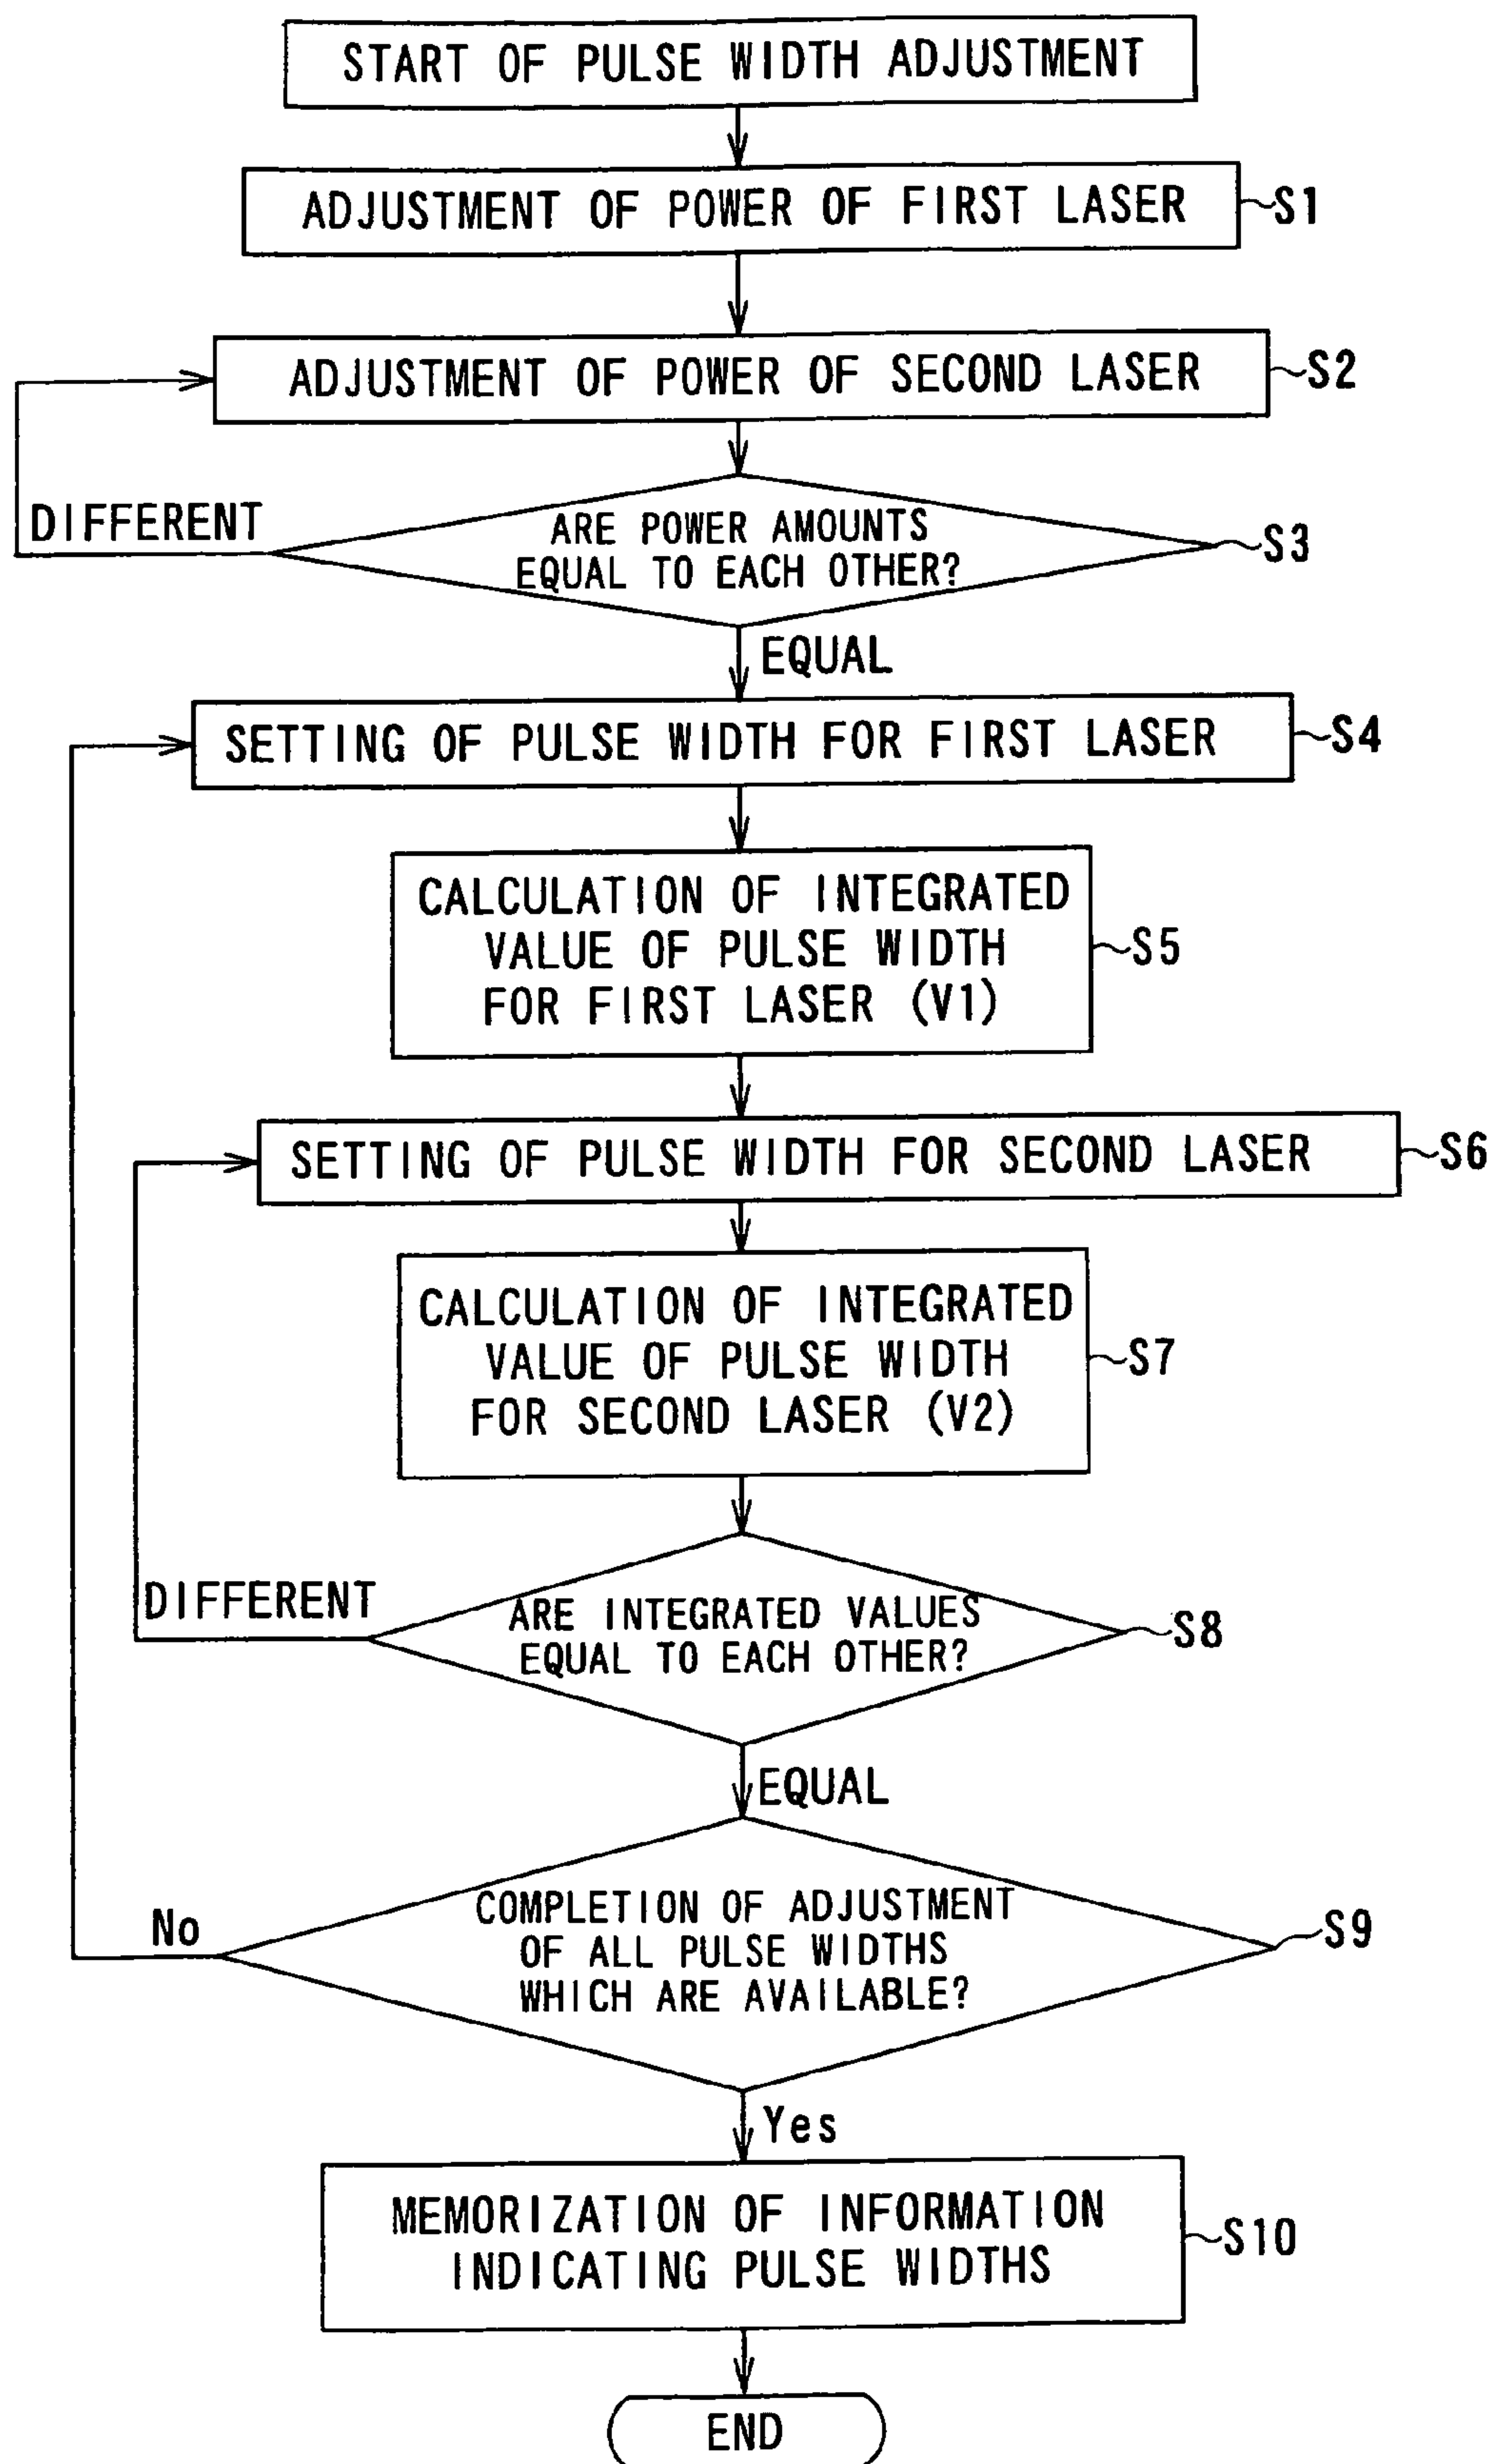 START OF PULSE WIDTH ADJUSTMENT
ADJUSTMENT OF POWER OF FIRST LASER
S1
ADJUSTMENT OF POWER OF SECOND LASER
S2
DIFFERENT
ARE POWER AMOUNTS
EQUAL TO EACH OTHER?
S3
EQUAL
SETTING OF PULSE WIDTH FOR FIRST LASER
S4
CALCULATION OF INTEGRATED
VALUE OF PULSE WIDTH
FOR FIRST LASER (V1)
S5
SETTING OF PULSE WIDTH FOR SECOND LASER
S6
CALCULATION OF INTEGRATED
VALUE OF PULSE WIDTH
FOR SECOND LASER (V2)
S7
DIFFERENT
ARE INTEGRATED VALUES
EQUAL TO EACH OTHER?
S8
EQUAL
No
COMPLETION OF ADJUSTMENT
OF ALL PULSE WIDTHS
WHICH ARE AVAILABLE?
S9
Yes
MEMORIZATION OF INFORMATION
INDICATING PULSE WIDTHS
S10
END